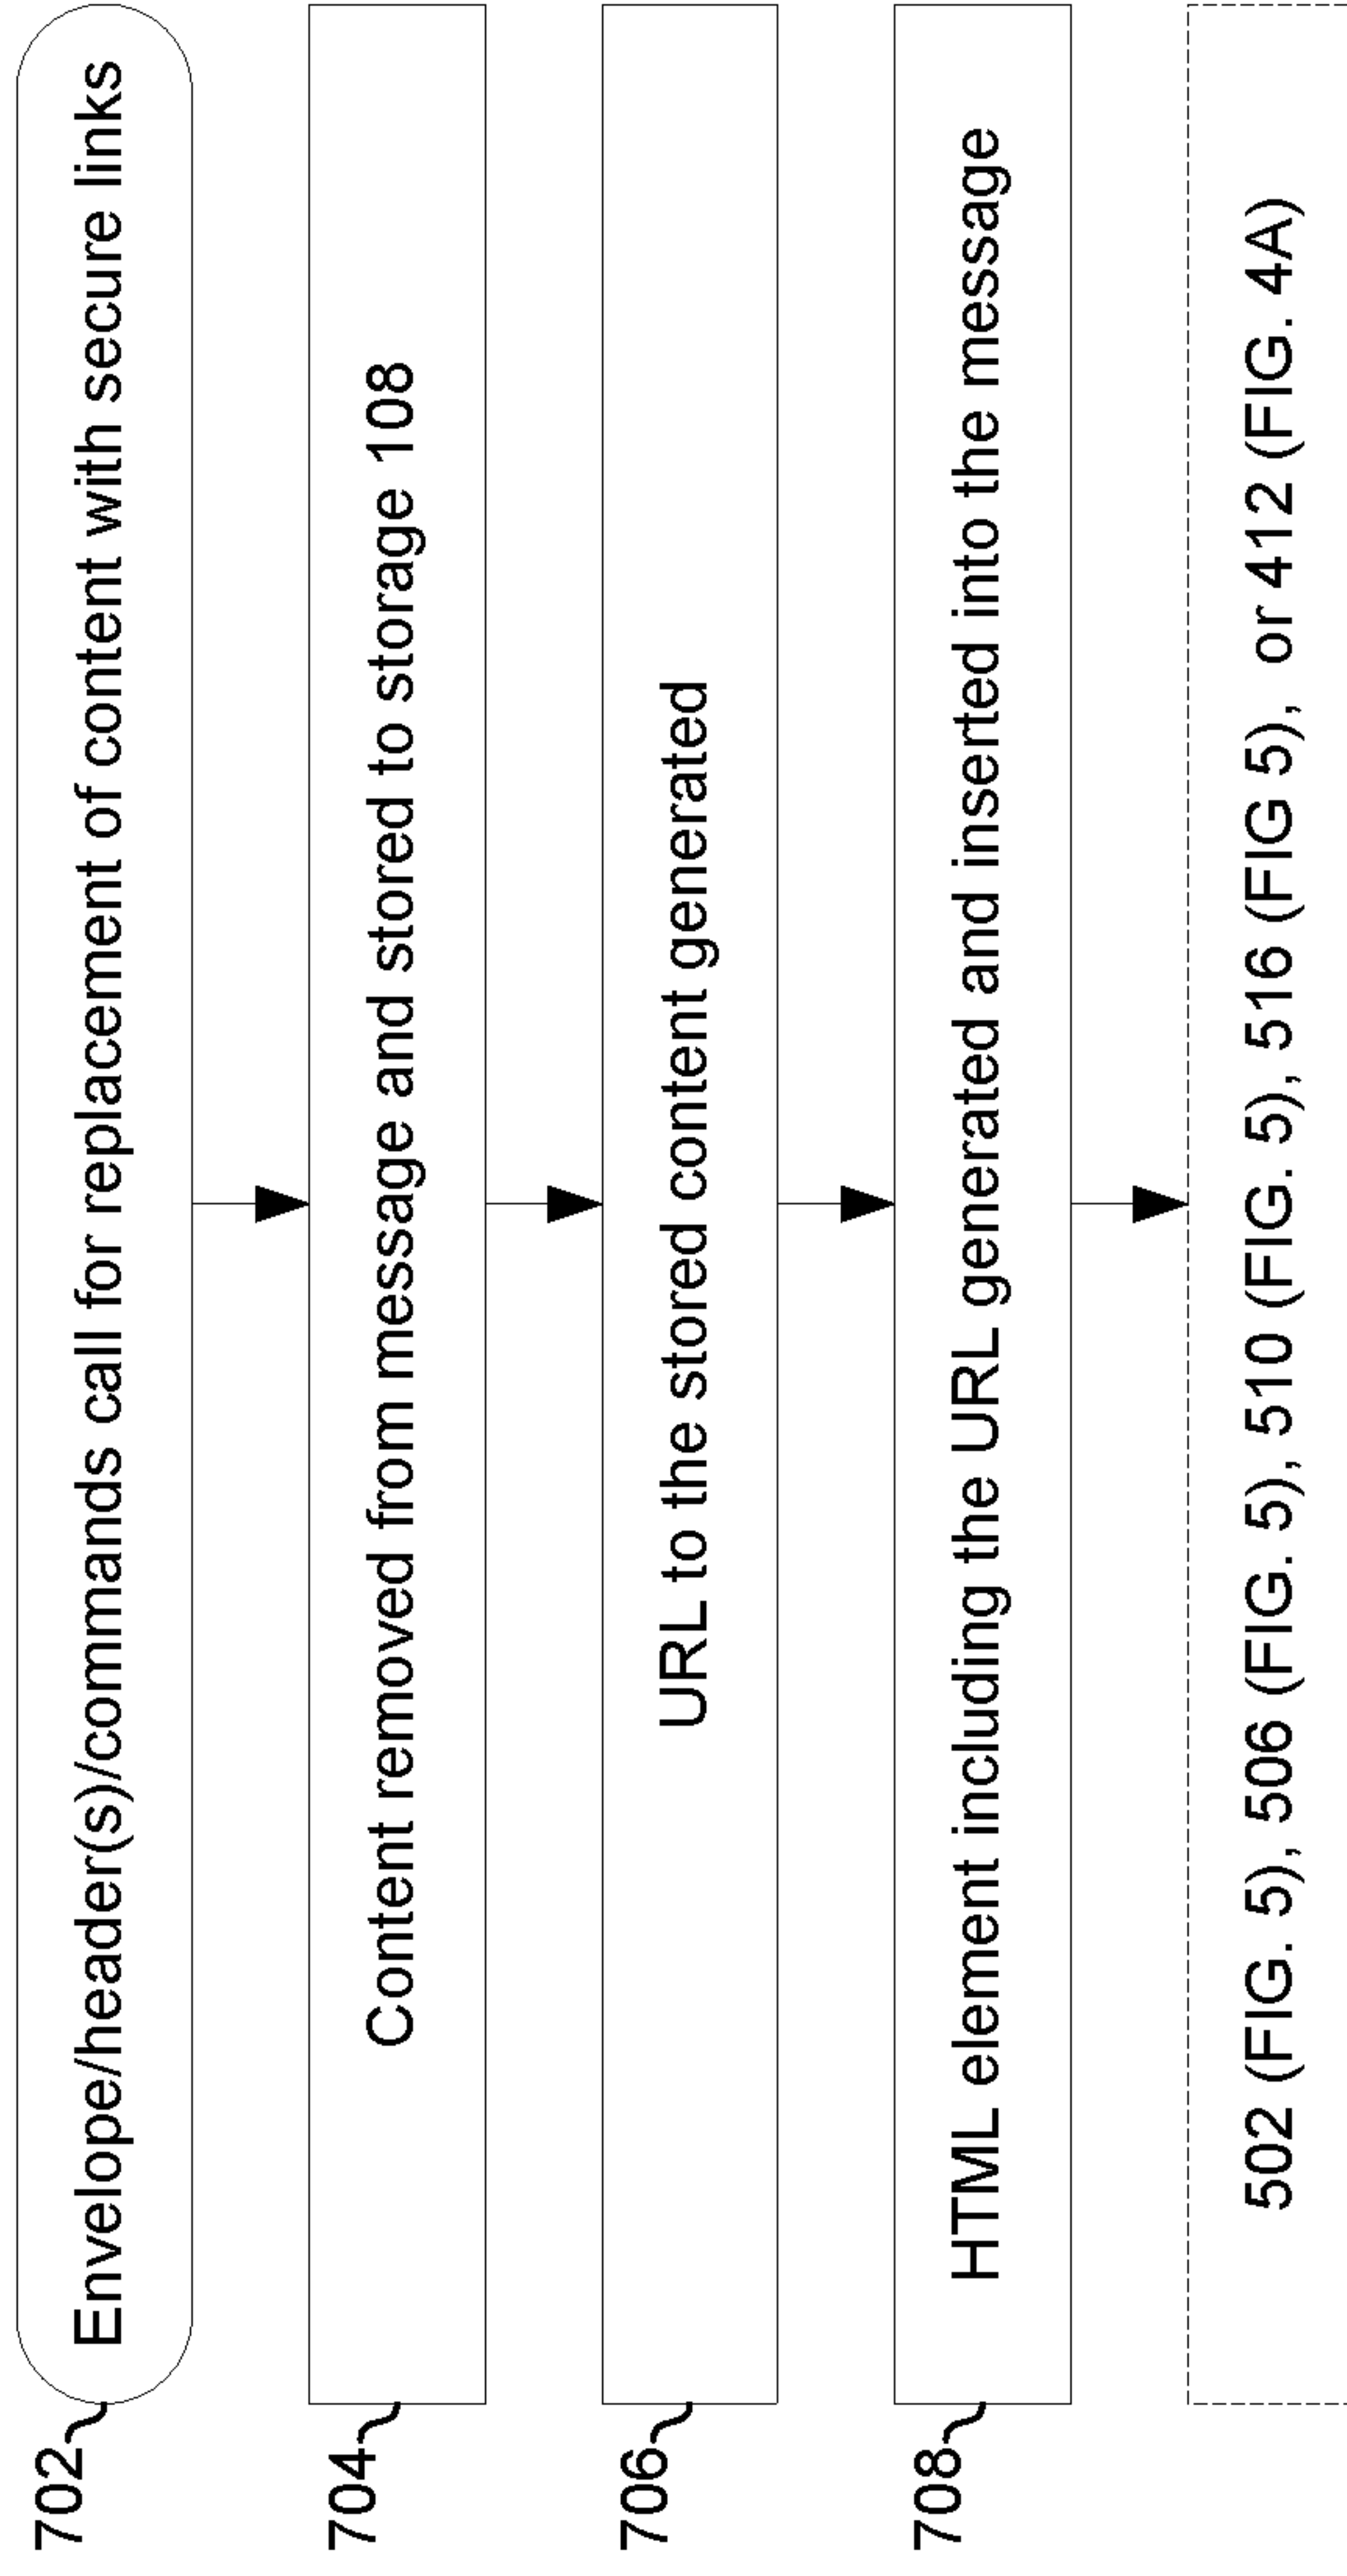 702 Envelope/header(s)/commands call for replacement of content with secure links
704 Content removed from message and stored to storage 108
706 URL to the stored content generated
708 HTML element including the URL generated and inserted into the message
502 (FIG. 5), 506 (FIG. 5), 510 (FIG. 5), 516 (FIG 5), or 412 (FIG. 4A)